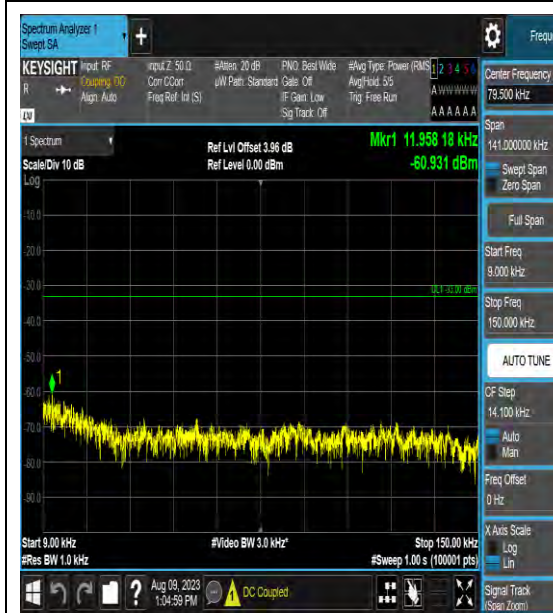 Spectrum Analyzer 1
Swept SA
Frequ
KEYSIGHT
R
Input: RF
Coupling: DC
Align: Auto
Input Z: 50 Ω
Corr CCorr
Freq Ref: Int (S)
#Atten: 20 dB
µW Path: Standard
PNO: Best Wide
Gate: Off
IF Gain: Low
Sig Track: Off
#Avg Type: Power (RMS
Avg|Hold: 5/5
Trig: Free Run
1 2 3 4 5 6
A W W W W W
A A A A A A
1 Spectrum
Scale/Div 10 dB
Log
Ref Lvl Offset 3.96 dB
Ref Level 0.00 dBm
Mkr1 11.958 18 kHz
-60.931 dBm
-10.0
-20.0
-30.0
DL1 -33.00 dBm
-40.0
-50.0
1
-60.0
-70.0
-80.0
-90.0
Start 9.00 kHz
#Video BW 3.0 kHz*
Stop 150.00 kHz
#Res BW 1.0 kHz
#Sweep 1.00 s (100001 pts)
Center Frequency
79.500 kHz
Span
141.000000 kHz
Swept Span
Zero Span
Full Span
Start Freq
9.000 kHz
Stop Freq
150.000 kHz
AUTO TUNE
CF Step
14.100 kHz
Auto
Man
Freq Offset
0 Hz
X Axis Scale
Log
Lin
Signal Track
(Span Zoom)
?
Aug 09, 2023
1:04:59 PM
DC Coupled